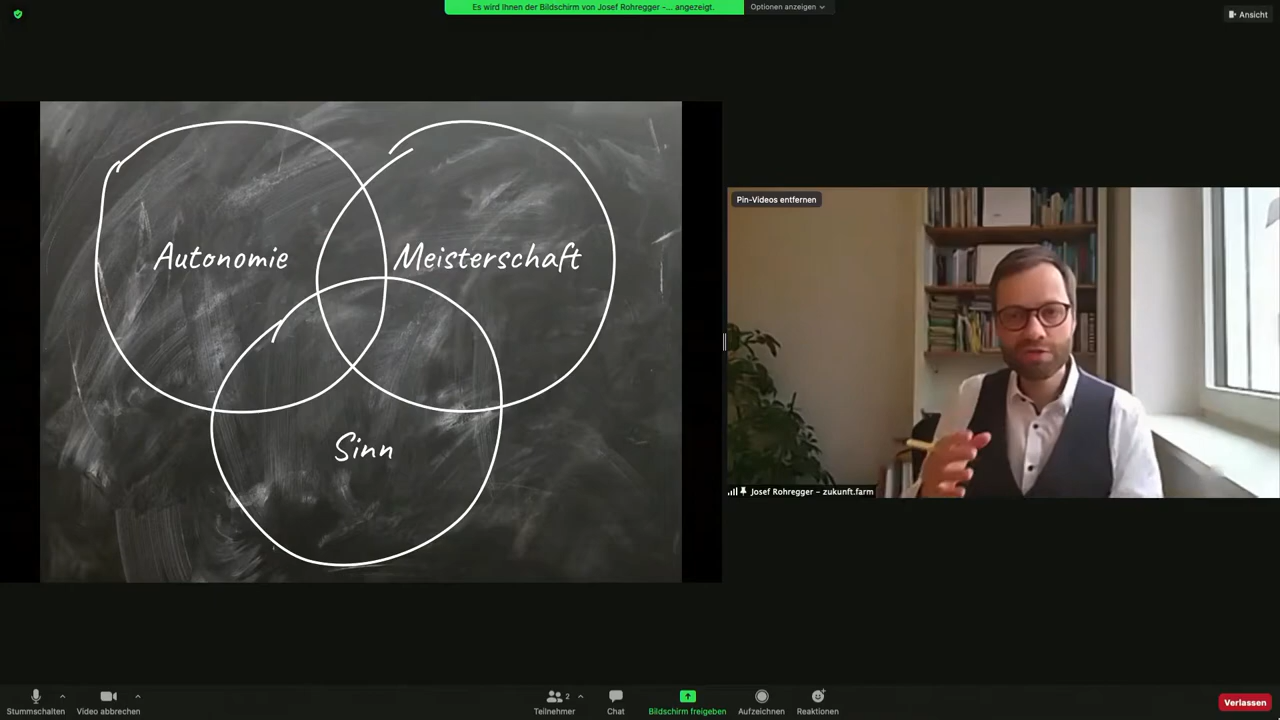 Es wird Ihnen der Bildschirm von Josef Rohregger -... angezeigt.
Optionen anzeigen
Ansicht
Autonomie
Meisterschaft
Sinn
Pin-Videos entfernen
Josef Rohregger – zukunft.farm
Stummschalten
Video abbrechen
2
Teilnehmer
Chat
Bildschirm freigeben
Aufzeichnen
Reaktionen
Verlassen